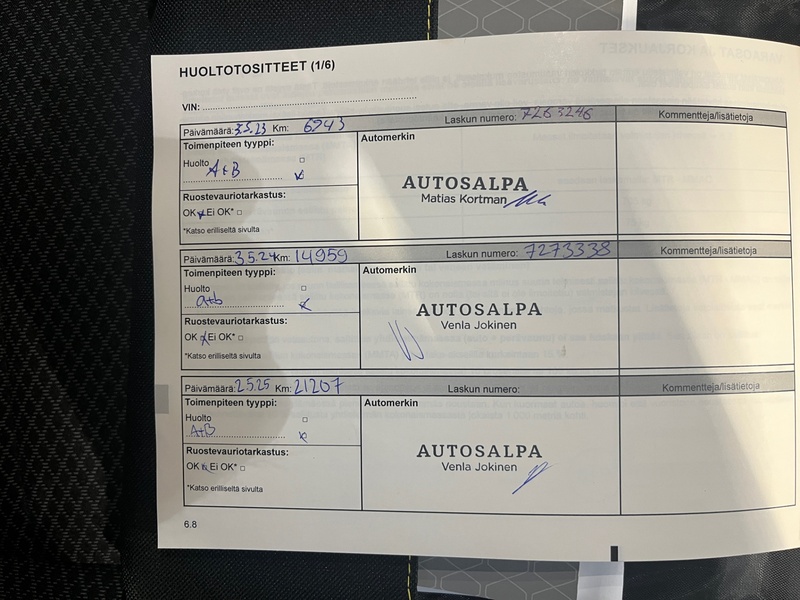 HUOLTOTOSITTEET (1/6)
VIN:
Päivämäärä: 3.5.23 Km: 6943 Laskun numero: 7263246 Kommentteja/lisätietoja
Toimenpiteen tyyppi: Automerkin
Huolto
A+B
AUTOSALPA
Matias Kortman
Ruostevauriotarkastus:
OK Ei OK*
*Katso erilliseltä sivulta
Päivämäärä: 3.5.24 Km: 14959 Laskun numero: 7273338 Kommentteja/lisätietoja
Toimenpiteen tyyppi: Automerkin
Huolto
a+b
AUTOSALPA
Venla Jokinen
Ruostevauriotarkastus:
OK Ei OK*
*Katso erilliseltä sivulta
Päivämäärä: 2.5.25 Km: 21207 Laskun numero: Kommentteja/lisätietoja
Toimenpiteen tyyppi: Automerkin
Huolto
A+B
AUTOSALPA
Venla Jokinen
Ruostevauriotarkastus:
OK Ei OK*
*Katso erilliseltä sivulta
6.8